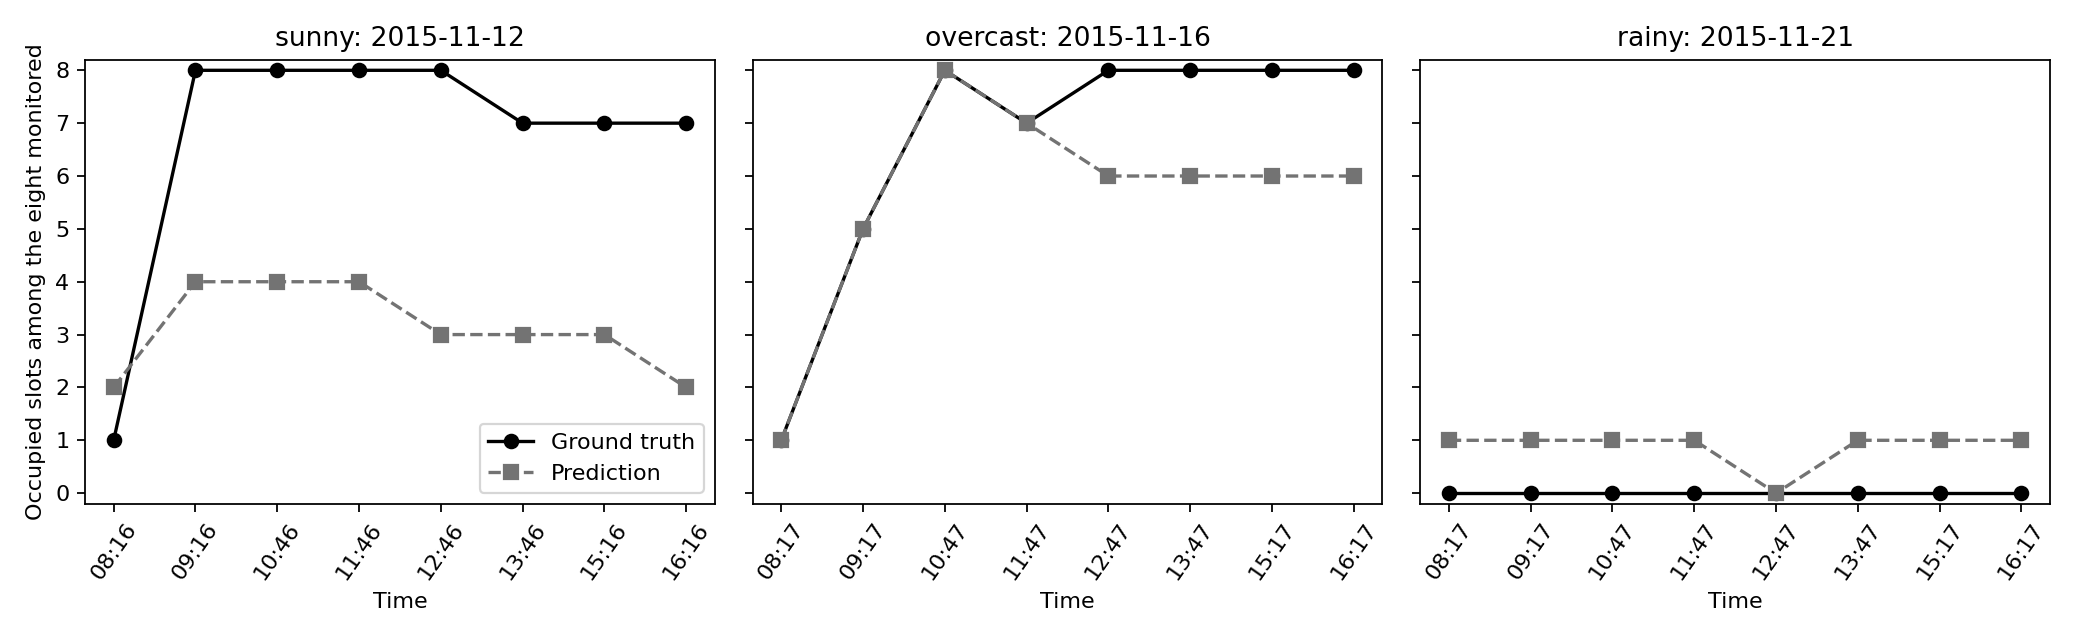 sunny: 2015-11-12
overcast: 2015-11-16
rainy: 2015-11-21
Occupied slots among the eight monitored
8
7
6
5
4
3
2
1
0
Ground truth
Prediction
08:16 09:16 10:46 11:46 12:46 13:46 15:16 16:16
08:17 09:17 10:47 11:47 12:47 13:47 15:17 16:17
08:17 09:17 10:47 11:47 12:47 13:47 15:17 16:17
Time
Time
Time